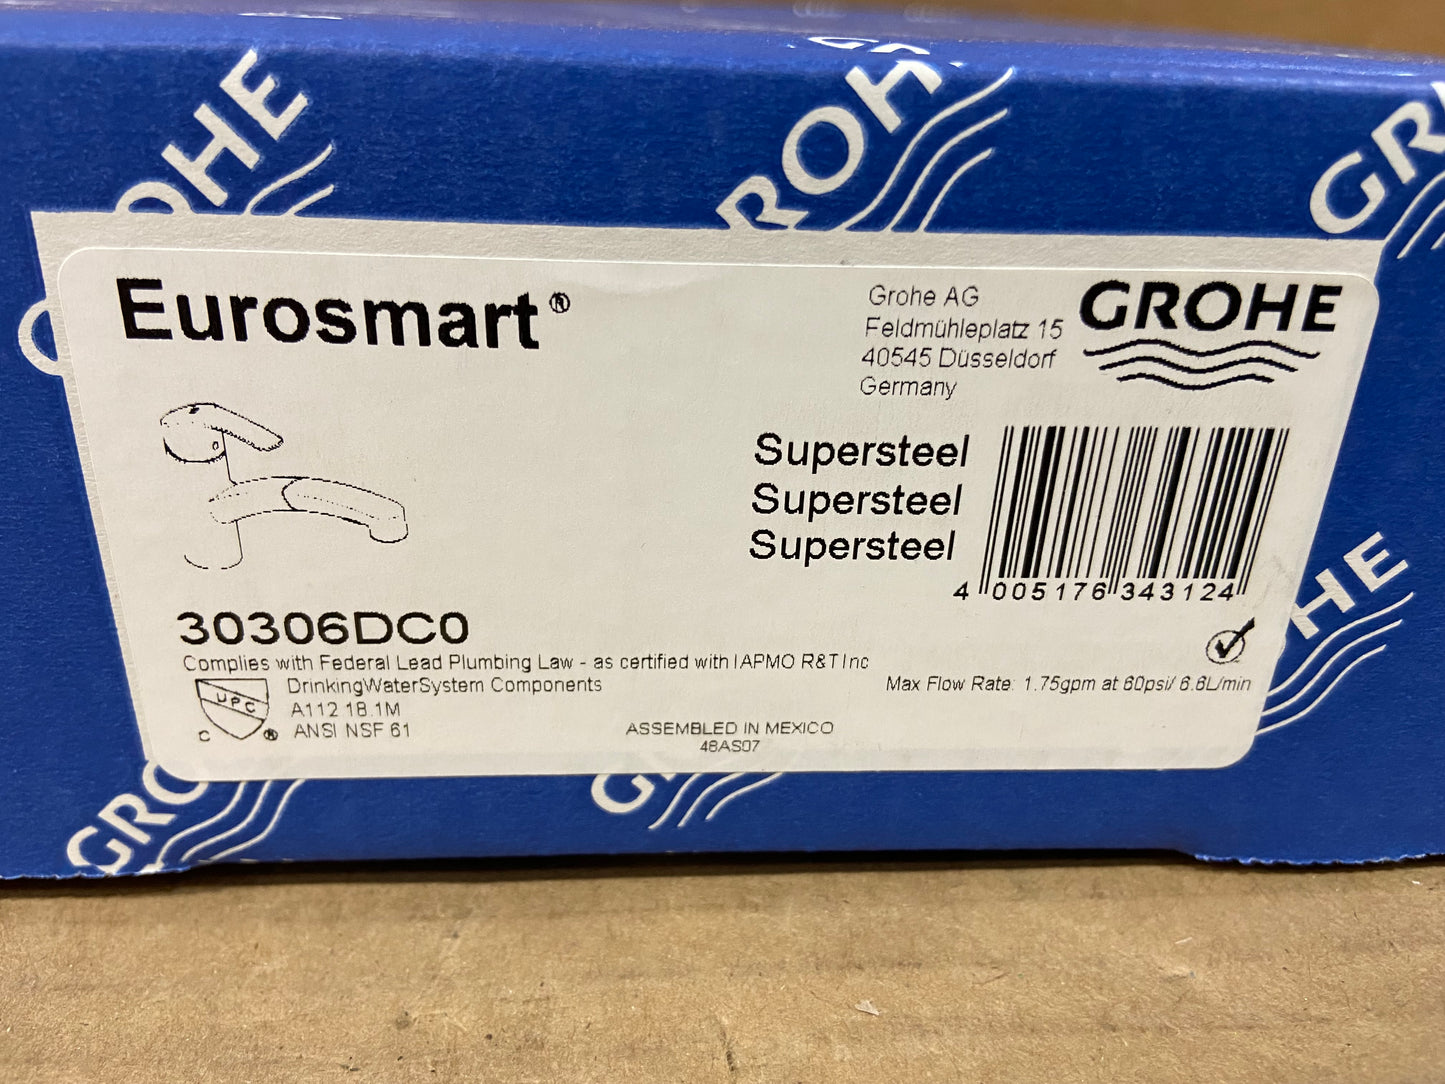 GROHE
GROHE
Eurosmart®
Grohe AG
Feldmühleplatz 15
40545 Düsseldorf
Germany
GROHE
Supersteel
Supersteel
Supersteel
4 005176 343124
30306DC0
Complies with Federal Lead Plumbing Law - as certified with IAPMO R&T Inc
UPC
C ®
DrinkingWaterSystem Components
A112 18.1M
ANSI NSF 61
Max Flow Rate: 1.75gpm at 60psi/ 6.6L/min
ASSEMBLED IN MEXICO
48AS07